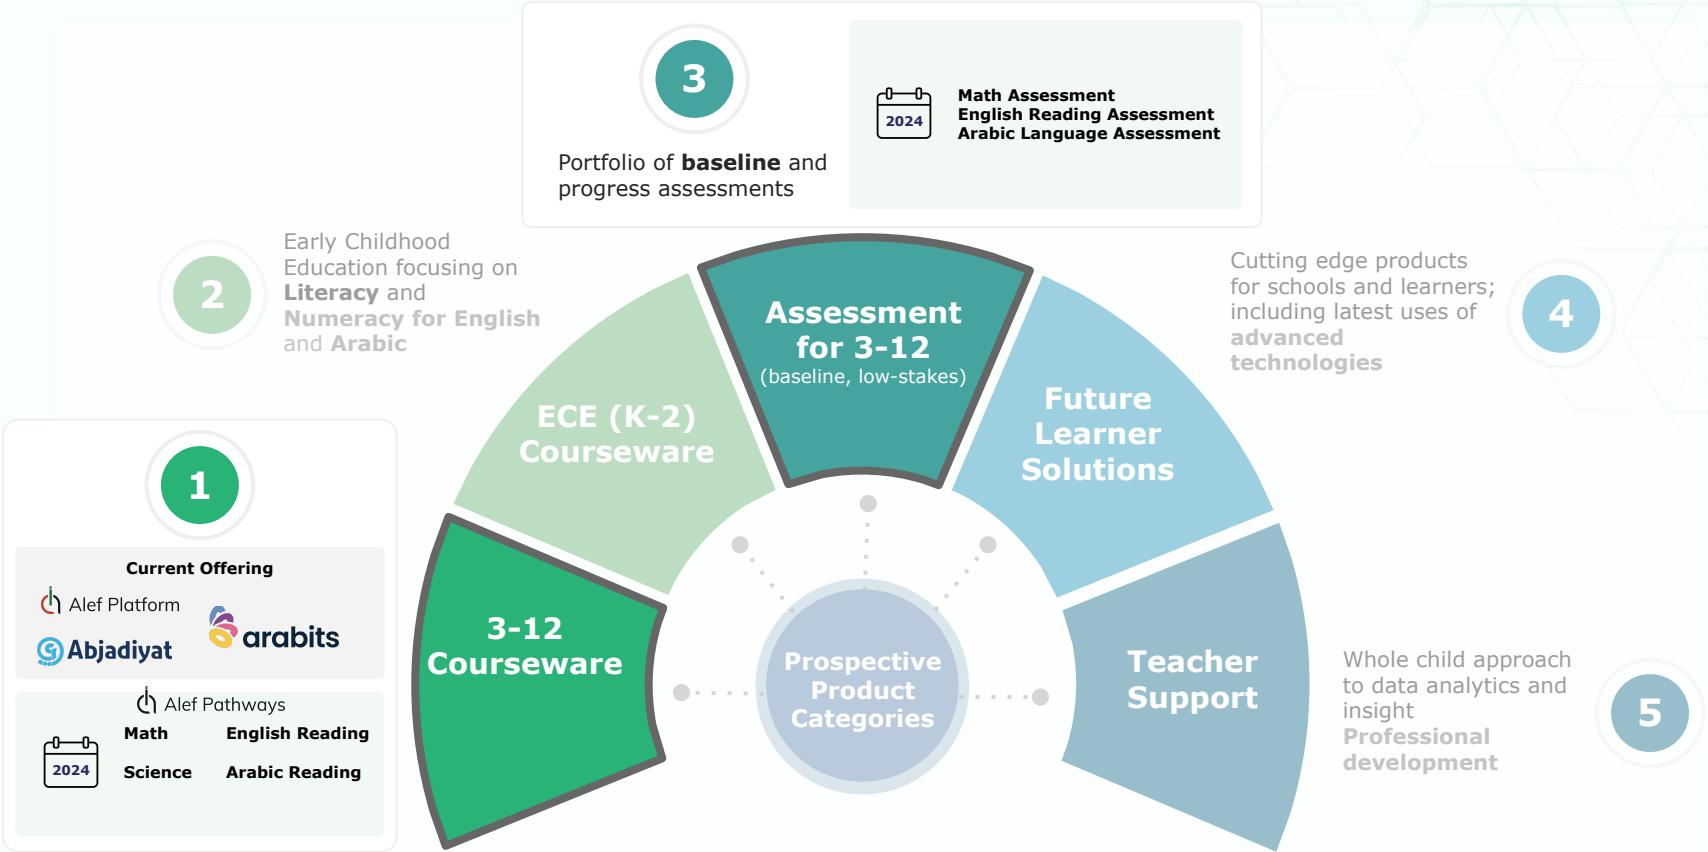 3
Portfolio of baseline and
progress assessments
2024
Math Assessment
English Reading Assessment
Arabic Language Assessment
2
Early Childhood
Education focusing on
Literacy and
Numeracy for English
and Arabic
Cutting edge products
for schools and learners;
including latest uses of
advanced
technologies
4
Assessment
for 3-12
(baseline, low-stakes)
ECE (K-2)
Courseware
Future
Learner
Solutions
1
Current Offering
Alef Platform
arabits
Abjadiyat
Alef Pathways
2024
Math
English Reading
Science
Arabic Reading
3-12
Courseware
Prospective
Product
Categories
Teacher
Support
Whole child approach
to data analytics and
insight
Professional
development
5